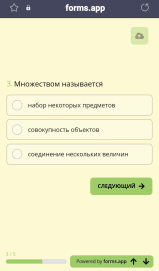 forms.app
3. Множеством называется
набор некоторых предметов
совокупность объектов
соединение нескольких величин
СЛЕДУЮЩИЙ →
Powered by forms.app